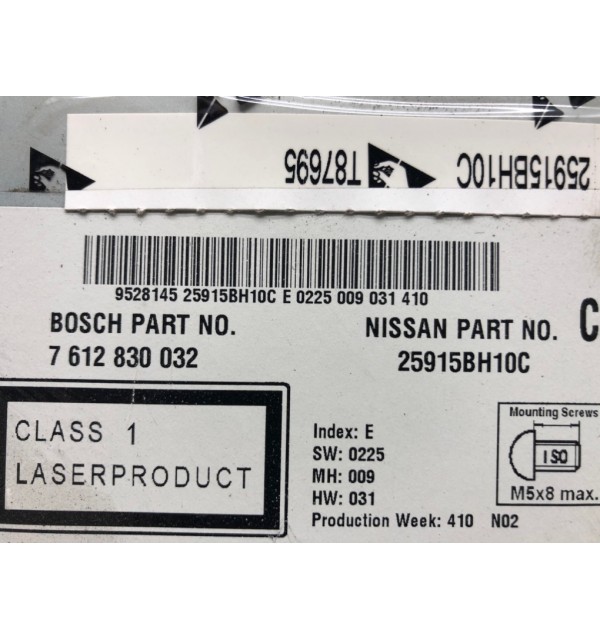 T87695
25915BH10C
9528145 25915BH10C E 0225 009 031 410
BOSCH PART NO.
7 612 830 032
NISSAN PART NO.
25915BH10C
C
CLASS 1
LASERPRODUCT
Index: E
SW: 0225
MH: 009
HW: 031
Production Week: 410 N02
Mounting Screws
ISO
M5x8 max.